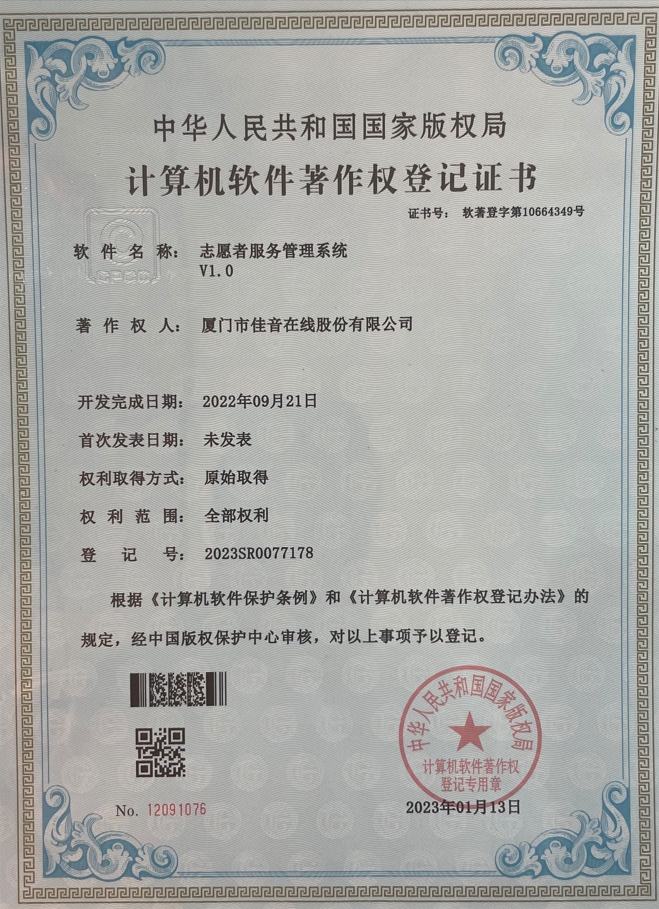 中华人民共和国国家版权局
计算机软件著作权登记证书
证书号： 软著登字第10664349号
CPCC
软件名称： 志愿者服务管理系统
V1.0
著作权人： 厦门市佳音在线股份有限公司
开发完成日期： 2022年09月21日
首次发表日期： 未发表
权利取得方式： 原始取得
权利范围： 全部权利
登记号： 2023SR0077178
根据《计算机软件保护条例》和《计算机软件著作权登记办法》的
规定，经中国版权保护中心审核，对以上事项予以登记。
中华人民共和国国家版权局
计算机软件著作权
登记专用章
No. 12091076
2023年01月13日